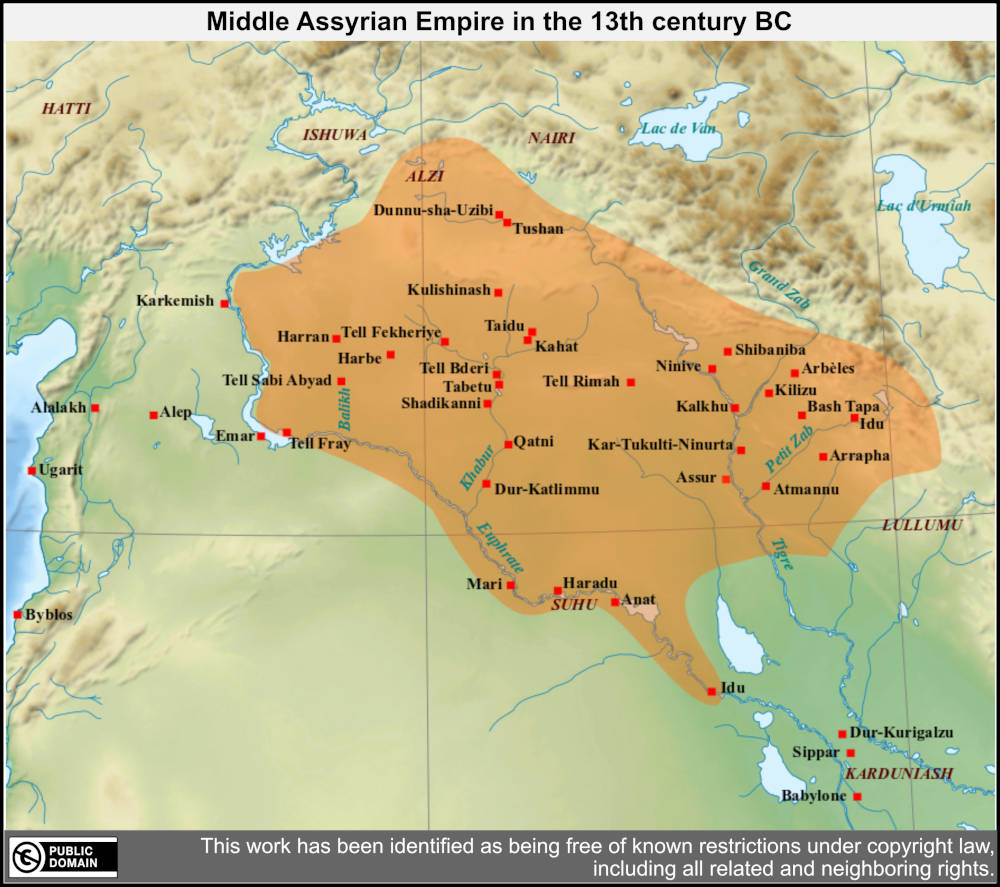 Middle Assyrian Empire in the 13th century BC
HATTI
ISHUWA
NAIRI
Lac de Van
ALZI
Lac d'Urmiah
Dunnu-sha-Uzibi
Tushan
Grand Zab
Kulishinash
Karkemish
Taidu
Harran
Tell Fekheriye
Kahat
Shibaniba
Harbe
Ninive
Arbèles
Tell Bderi
Tell Sabi Abyad
Tabetu
Tell Rimah
Kilizu
Balikh
Shadikanni
Kalkhu
Bash Tapa
Alalakh
Alep
Idu
Emar
Tell Fray
Qatni
Kar-Tukulti-Ninurta
Petit Zab
Arrapha
Ugarit
Khabur
Assur
Dur-Katlimmu
Atmannu
LULLUMU
Euphrate
Tigre
Mari
Haradu
SUHU
Anat
Byblos
Idu
Dur-Kurigalzu
Sippar
KARDUNIASH
Babylone
PUBLIC
DOMAIN
This work has been identified as being free of known restrictions under copyright law,
including all related and neighboring rights.